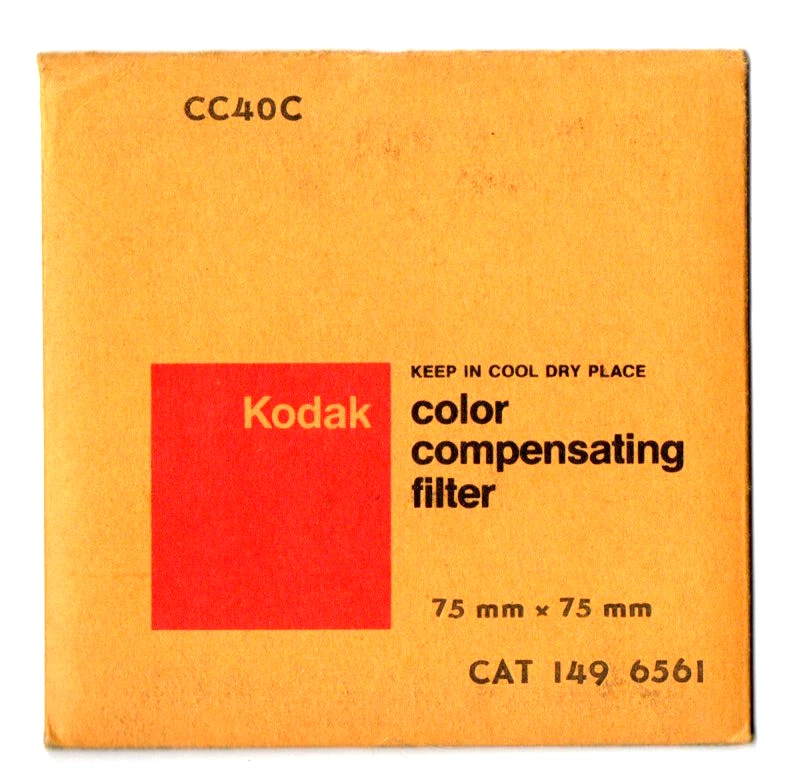 CC40C
KEEP IN COOL DRY PLACE
Kodak
color
compensating
filter
75 mm x 75 mm
CAT 149 6561